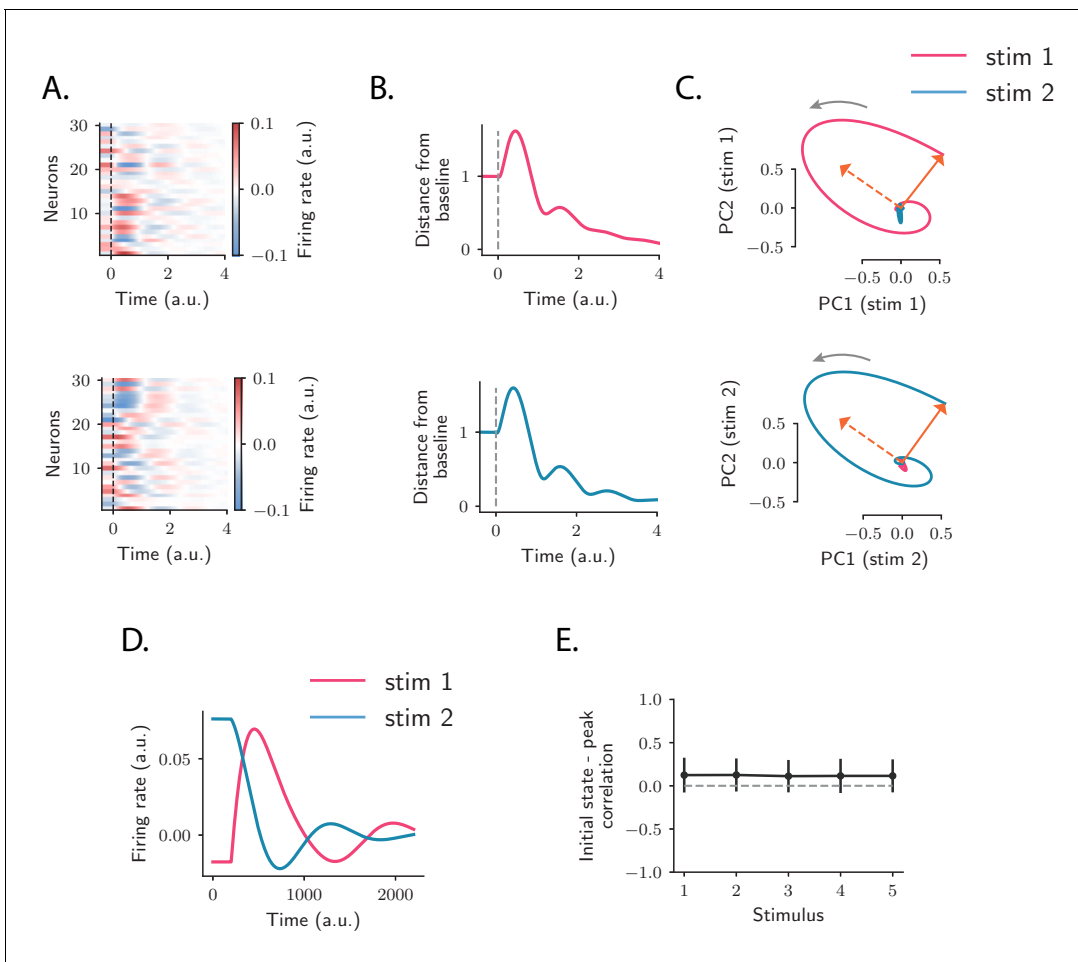 stim 1
stim 2
A.
B.
C.
30
20
10
Neurons
0
2
4
Time (a.u.)
0.1
0.0
−0.1
Firing rate (a.u.)
1
0
Distance from
baseline
0
2
4
Time (a.u.)
0.5
0.0
−0.5
PC2 (stim 1)
−0.5
0.0
0.5
PC1 (stim 1)
30
20
10
Neurons
0
2
4
Time (a.u.)
0.1
0.0
−0.1
Firing rate (a.u.)
1
0
Distance from
baseline
0
2
4
Time (a.u.)
0.5
0.0
−0.5
PC2 (stim 2)
−0.5
0.0
0.5
PC1 (stim 2)
D.
stim 1
stim 2
0.05
0.00
Firing rate (a.u.)
0
1000
2000
Time (a.u.)
E.
1.0
0.5
0.0
−0.5
−1.0
Initial state - peak
correlation
1
2
3
4
5
Stimulus